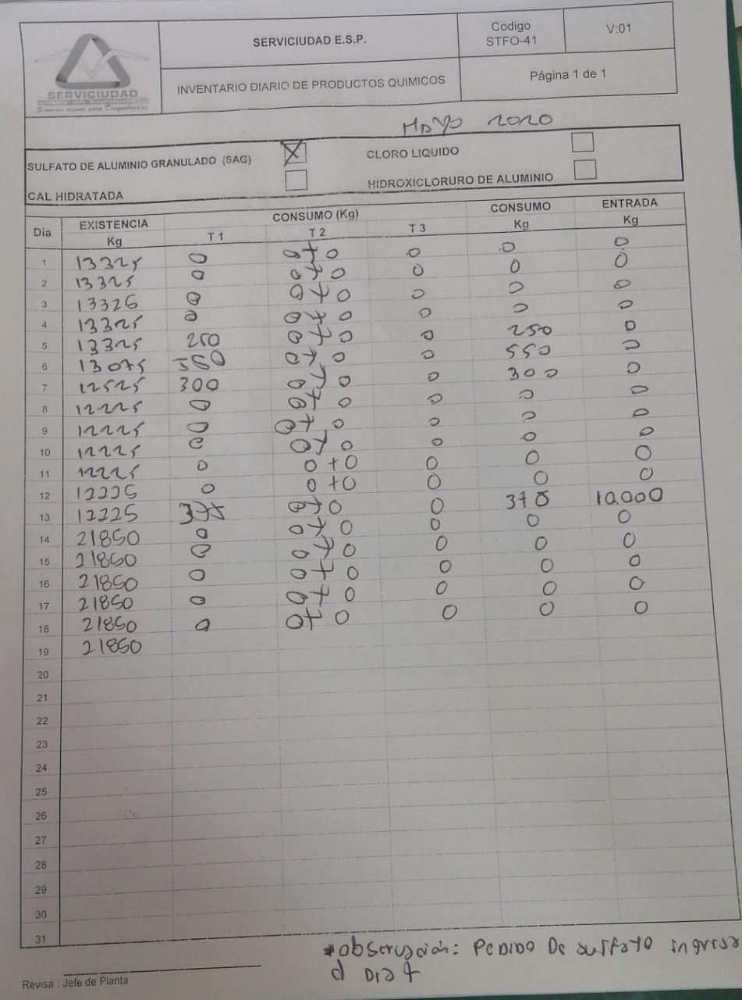 SERVICIUDAD
Servicios dignos para Dosquebradas
SERVICIUDAD E.S.P.
Codigo
STFO-41
V:01
INVENTARIO DIARIO DE PRODUCTOS QUIMICOS
Página 1 de 1
MAYO 2020
SULFATO DE ALUMINIO GRANULADO (SAG) X CLORO LIQUIDO
CAL HIDRATADA HIDROXICLORURO DE ALUMINIO
Dia EXISTENCIA CONSUMO (Kg) CONSUMO ENTRADA
Kg T 1 T 2 T 3 Kg Kg
1 13325 0 0+0 0 0 0
2 13325 0 0+0 0 0 0
3 13325 0 0+0 0 0 0
4 13325 0 0+0 0 0 0
5 13325 250 0+0 0 250 0
6 13075 550 0+0 0 550 0
7 12525 300 0+0 0 300 0
8 12225 0 0+0 0 0 0
9 12225 0 0+0 0 0 0
10 12225 0 0+0 0 0 0
11 12225 0 0+0 0 0 0
12 12225 0 0+0 0 0 0
13 12225 375 0+0 0 375 10.000
14 21850 0 0+0 0 0 0
15 21850 0 0+0 0 0 0
16 21850 0 0+0 0 0 0
17 21850 0 0+0 0 0 0
18 21850 0 0+0 0 0 0
19 21850
20
21
22
23
24
25
26
27
28
29
30
31
*observación: PEDIDO De sulfato ingresa
el DIA 7
Revisa : Jefe de Planta